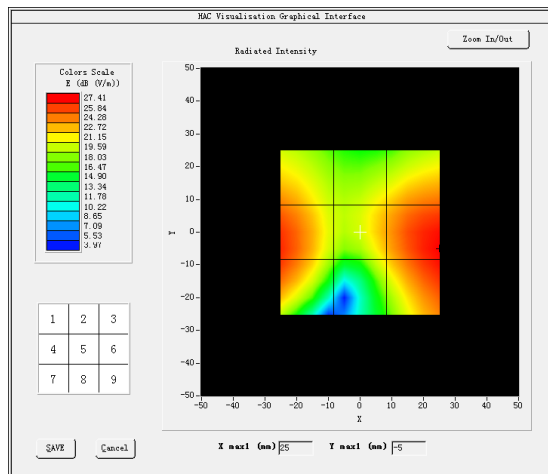 HAC Visualisation Graphical Interface
Zoom In/Out
Radiated Intensity
Colors Scale
E (dB (V/m))
27.41
25.84
24.28
22.72
21.15
19.59
18.03
16.47
14.90
13.34
11.78
10.22
8.65
7.09
5.53
3.97
50
40
30
20
10
0
-10
-20
-30
-40
-50
Y
-50 -40 -30 -20 -10 0 10 20 30 40 50
X
1 2 3
4 5 6
7 8 9
SAVE Cancel
X max1 (mm) 25 Y max1 (mm) -5